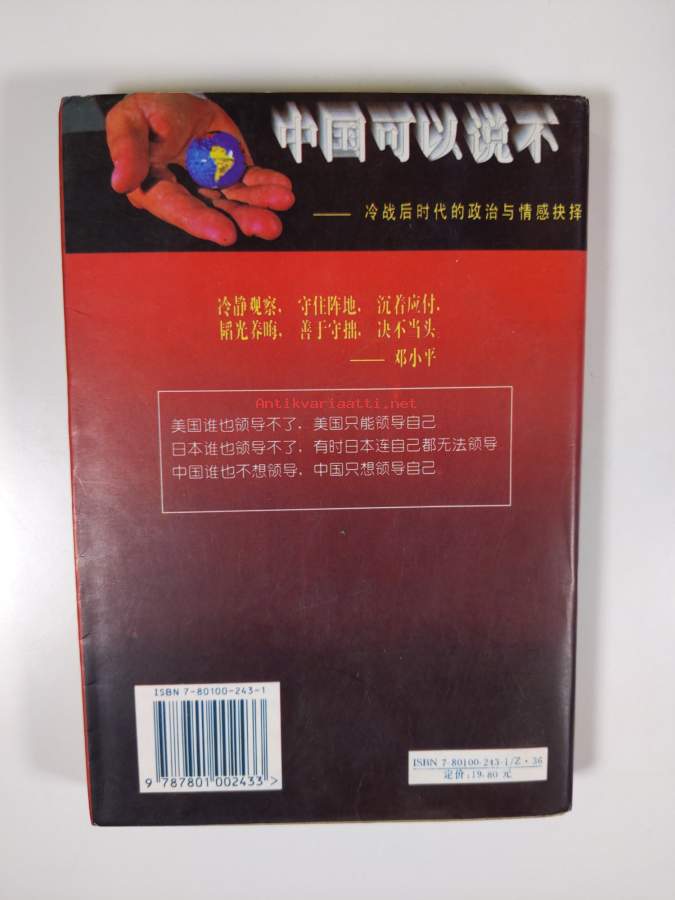 中国可以说不
—— 冷战后时代的政治与情感抉择
冷静观察, 守住阵地, 沉着应付,
韬光养晦, 善于守拙, 决不当头
—— 邓小平
Antikvariaatti.net
美国谁也领导不了, 美国只能领导自己
日本谁也领导不了, 有时日本连自己都无法领导
中国谁也不想领导, 中国只想领导自己
ISBN 7-80100-243-1
9 787801 002433 >
ISBN 7-80100-243-1/Z·36
定价:19.80 元